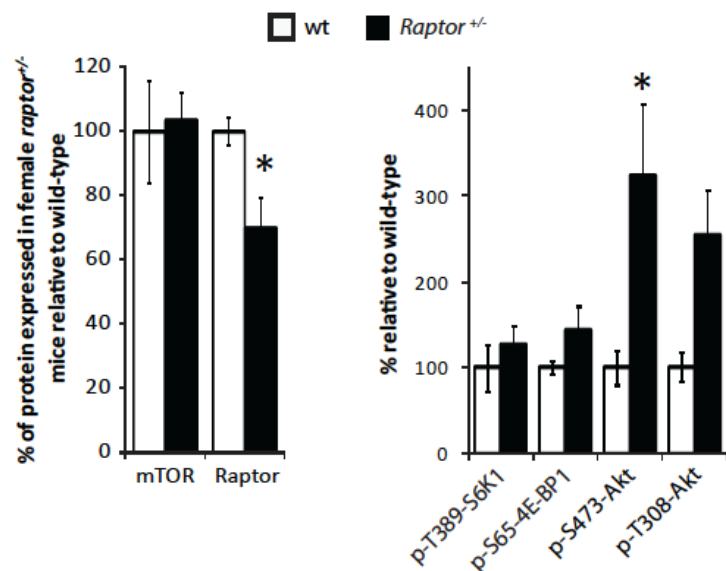 wt Raptor +/-
% of protein expressed in female raptor+/-
mice relative to wild-type
120
100
80
60
40
20
0
mTOR Raptor
*
% relative to wild-type
400
300
200
100
0
*
p-T389-S6K1
p-S65-4E-BP1
p-S473-Akt
p-T308-Akt